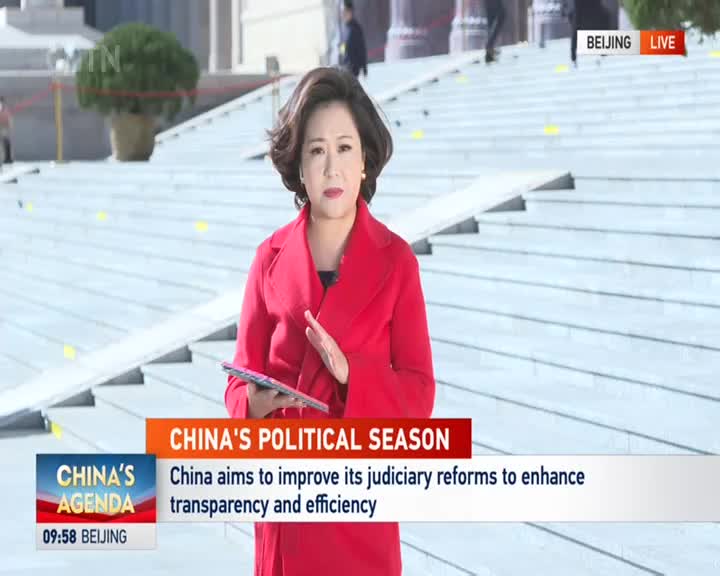 CGTN
BEIJING LIVE
CHINA'S POLITICAL SEASON
China aims to improve its judiciary reforms to enhance
transparency and efficiency
CHINA'S
AGENDA
09:58 BEIJING